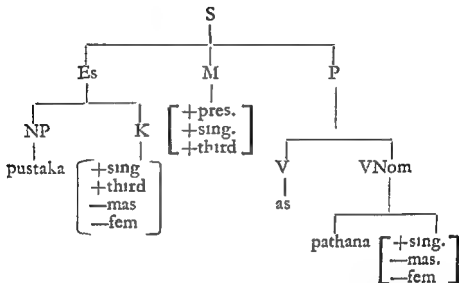 S
Es M P
+pres.
+sing.
+third
NP K
pustaka
+sing
+third
—mas
—fem
V VNom
as
pathana
+sing.
—mas.
—fem